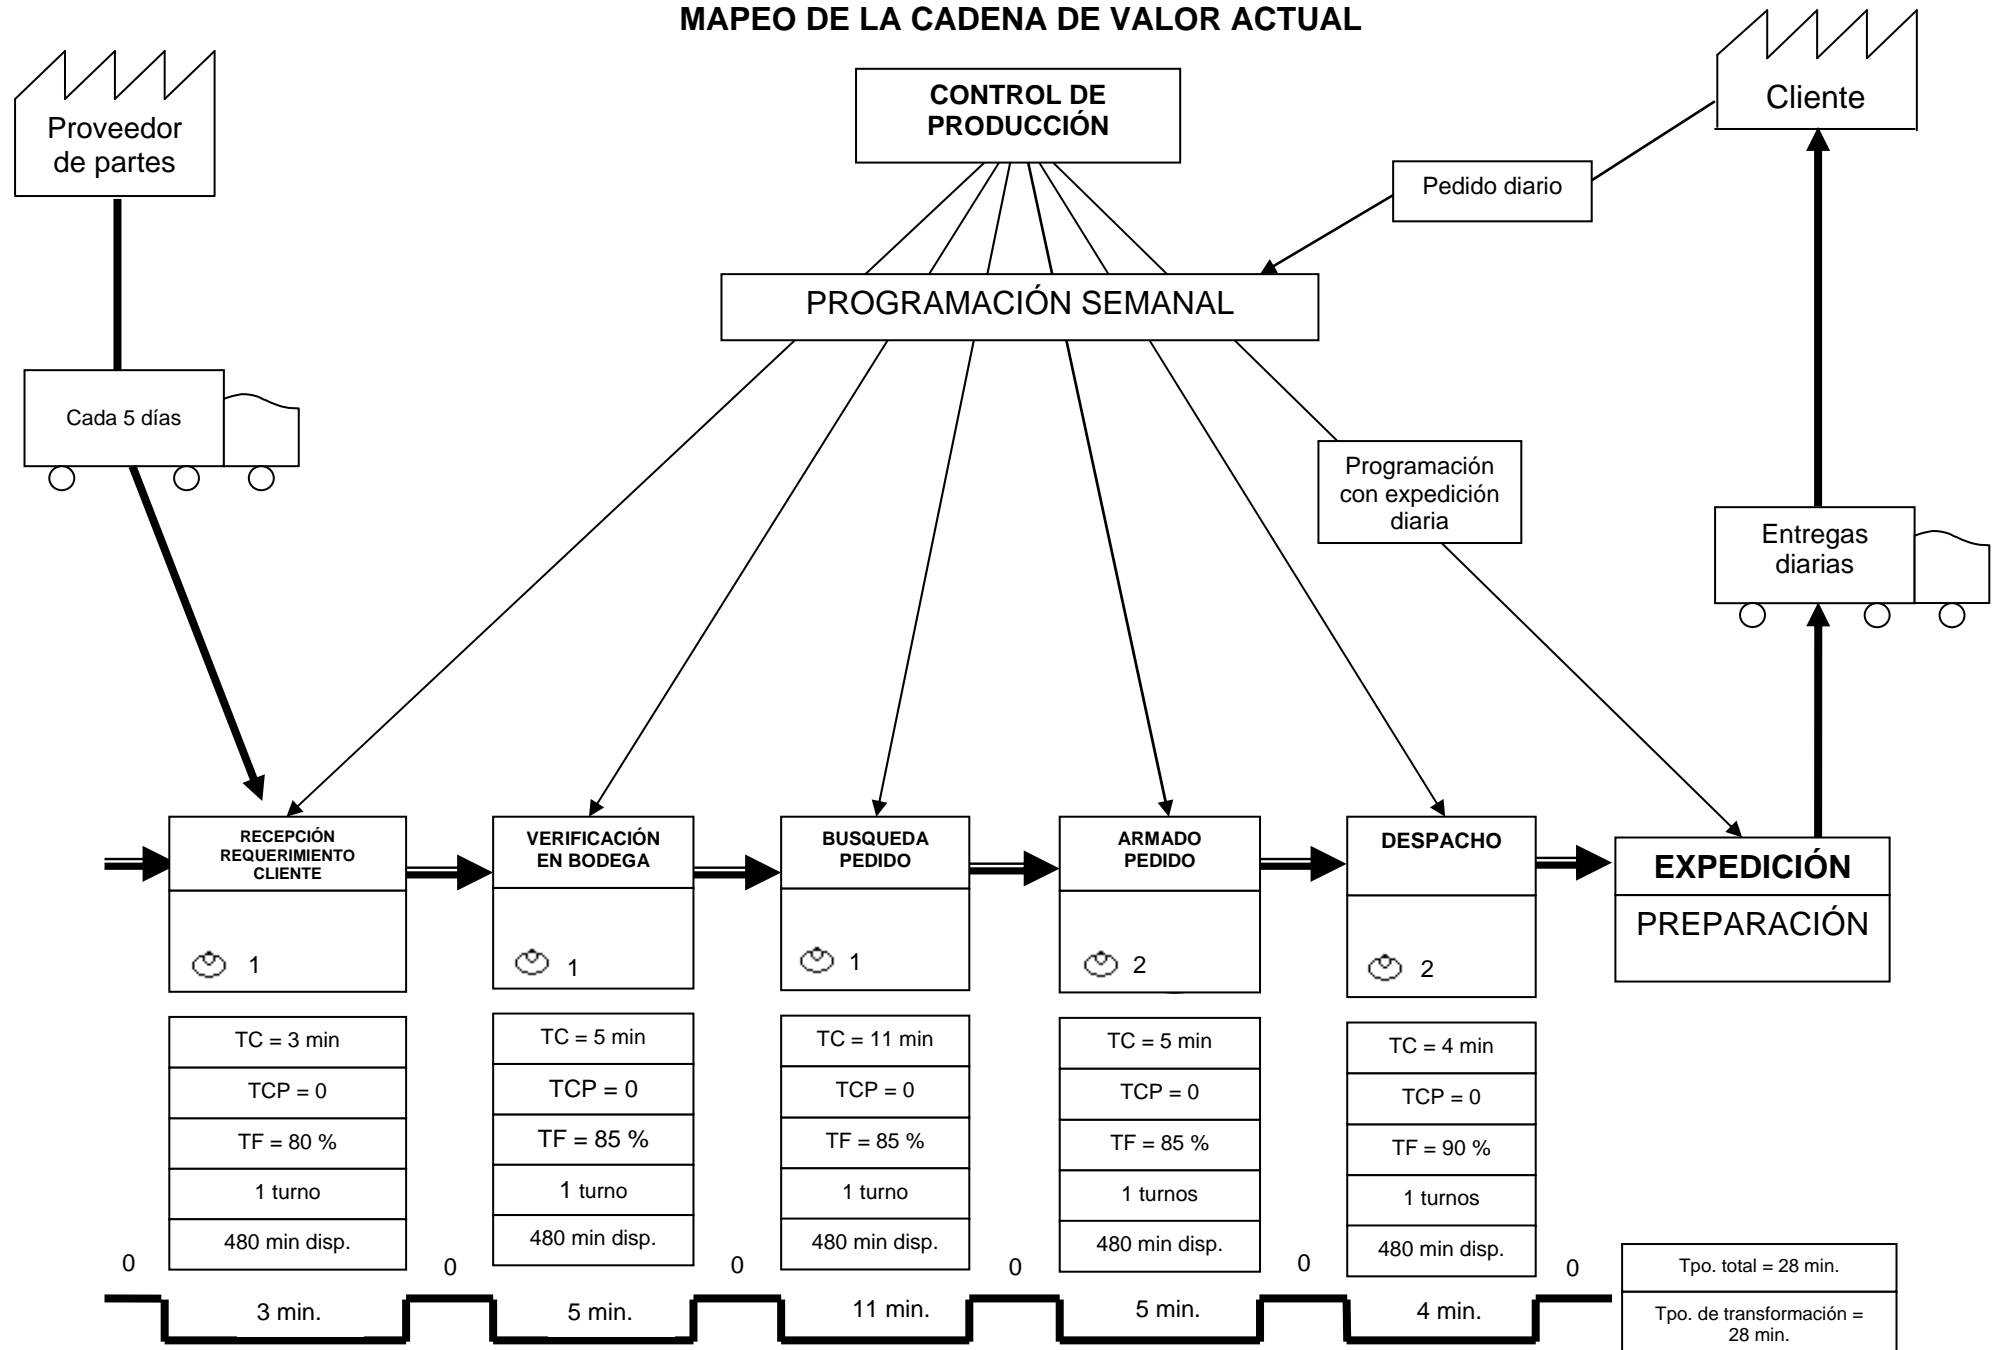 MAPEO DE LA CADENA DE VALOR ACTUAL
Proveedor
de partes
CONTROL DE
PRODUCCIÓN
Cliente
Pedido diario
PROGRAMACIÓN SEMANAL
Cada 5 días
Programación
con expedición
diaria
Entregas
diarias
RECEPCIÓN
REQUERIMIENTO
CLIENTE
1
TC = 3 min
TCP = 0
TF = 80 %
1 turno
480 min disp.
VERIFICACIÓN
EN BODEGA
1
TC = 5 min
TCP = 0
TF = 85 %
1 turno
480 min disp.
BUSQUEDA
PEDIDO
1
TC = 11 min
TCP = 0
TF = 85 %
1 turno
480 min disp.
ARMADO
PEDIDO
2
TC = 5 min
TCP = 0
TF = 85 %
1 turnos
480 min disp.
DESPACHO
2
TC = 4 min
TCP = 0
TF = 90 %
1 turnos
480 min disp.
EXPEDICIÓN
PREPARACIÓN
0
3 min.
0
5 min.
0
11 min.
0
5 min.
0
4 min.
0
Tpo. total = 28 min.
Tpo. de transformación =
28 min.